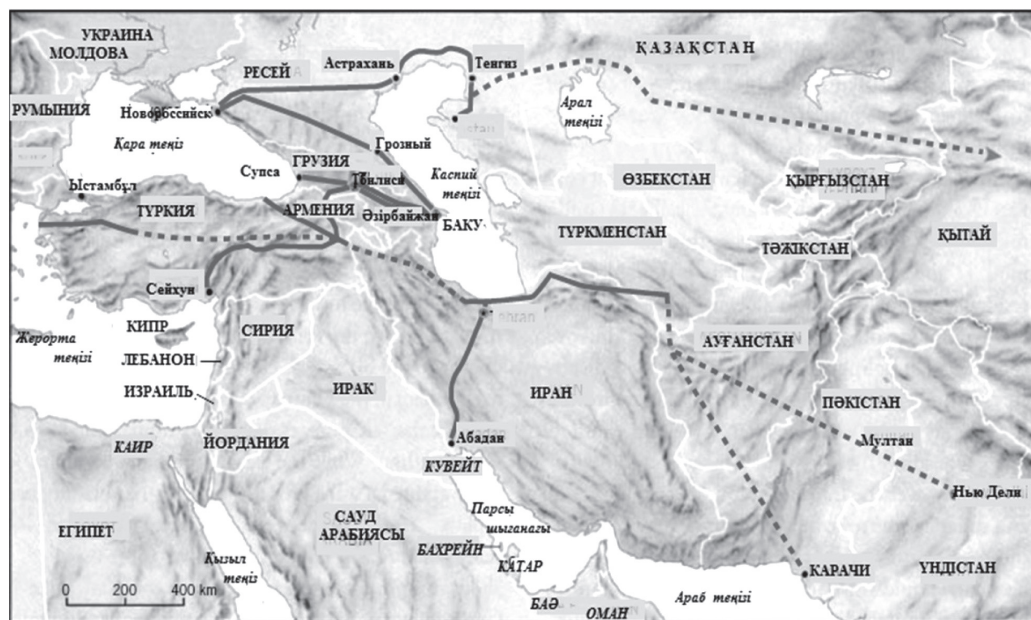 УКРАИНА
МОЛДОВА
РУМЫНИЯ
РЕСЕЙ
Астрахань
Тенгиз
ҚАЗАҚСТАН
Новороссийск
Қара теңіз
Арал
теңізі
Грозный
Супса
ГРУЗИЯ
Тбилиси
Каспий
теңізі
ӨЗБЕКСТАН
ҚЫРҒЫЗСТАН
Ыстамбұл
ТҮРКИЯ
АРМЕНИЯ
Әзірбайжан
БАКУ
ТҮРКМЕНСТАН
ТӘЖІКСТАН
ҚЫТАЙ
Сейхун
КИПР
Жерорта
теңізі
СИРИЯ
ЛЕБАНОН
ИЗРАИЛЬ
ИРАК
ИРАН
АУҒАНСТАН
ПӘКІСТАН
КАИР
ЙОРДАНИЯ
Абадан
КУВЕЙТ
Мултан
Нью Дели
ЕГИПЕТ
САУД
АРАБИЯСЫ
Парсы
шығанағы
БАХРЕЙН
КАТАР
Қызыл
теңіз
КАРАЧИ
ҮНДІСТАН
0 200 400 km
БАӘ
ОМАН
Араб теңізі